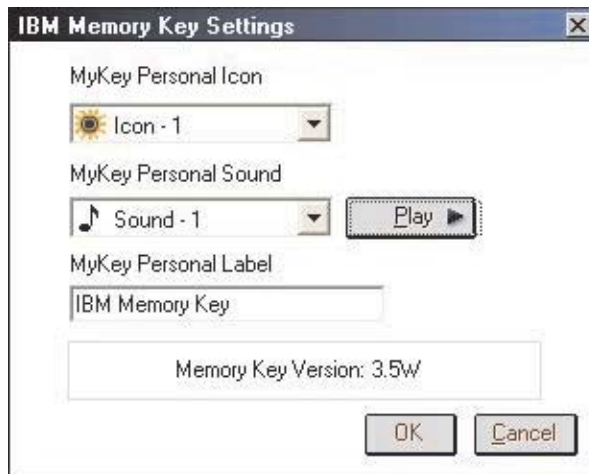 IBM Memory Key Settings
MyKey Personal Icon
Icon - 1
MyKey Personal Sound
Sound - 1
Play
MyKey Personal Label
IBM Memory Key
Memory Key Version: 3.5W
OK
Cancel